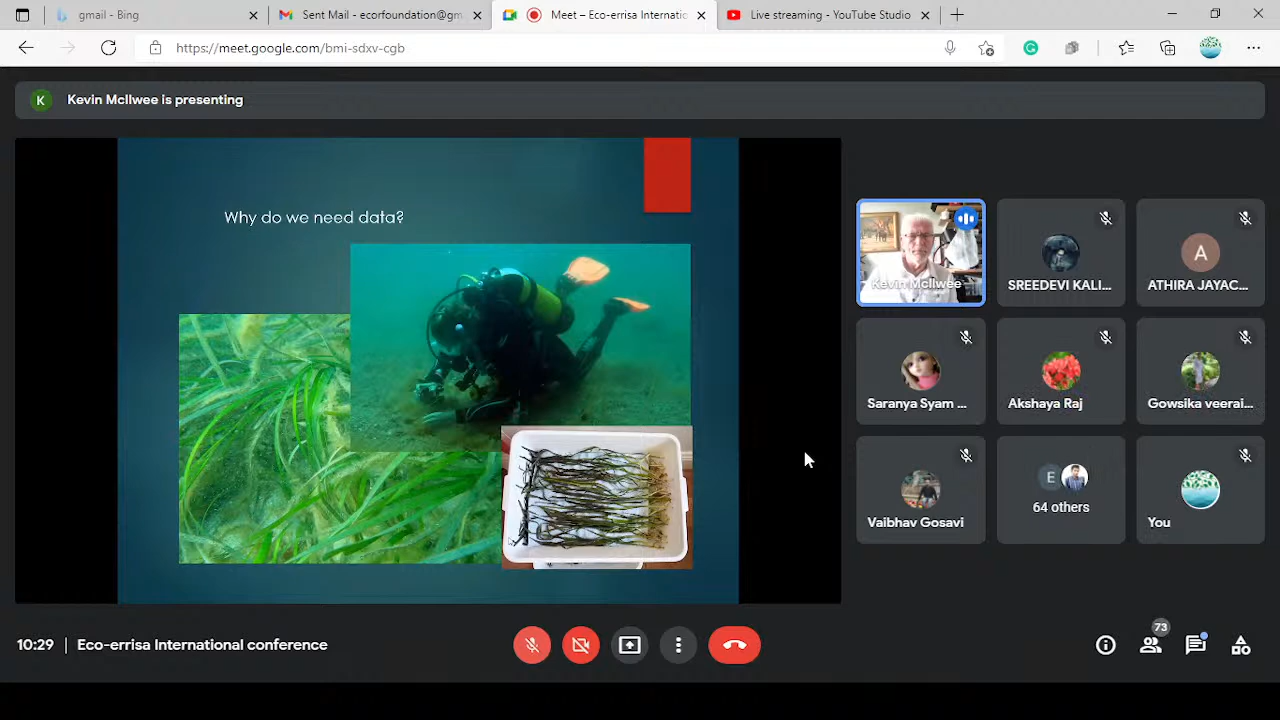 gmail - Bing
Sent Mail - ecorfoundation@gm
Meet – Eco-errisa Internatio
Live streaming - YouTube Studio
https://meet.google.com/bmi-sdxv-cgb
K
Kevin McIlwee is presenting
Why do we need data?
Kevin McIlwee
SREEDEVI KALI...
A
ATHIRA JAYAC...
Saranya Syam ...
Akshaya Raj
Gowsika veerai...
Vaibhav Gosavi
E
64 others
You
10:29 | Eco-errisa International conference
73